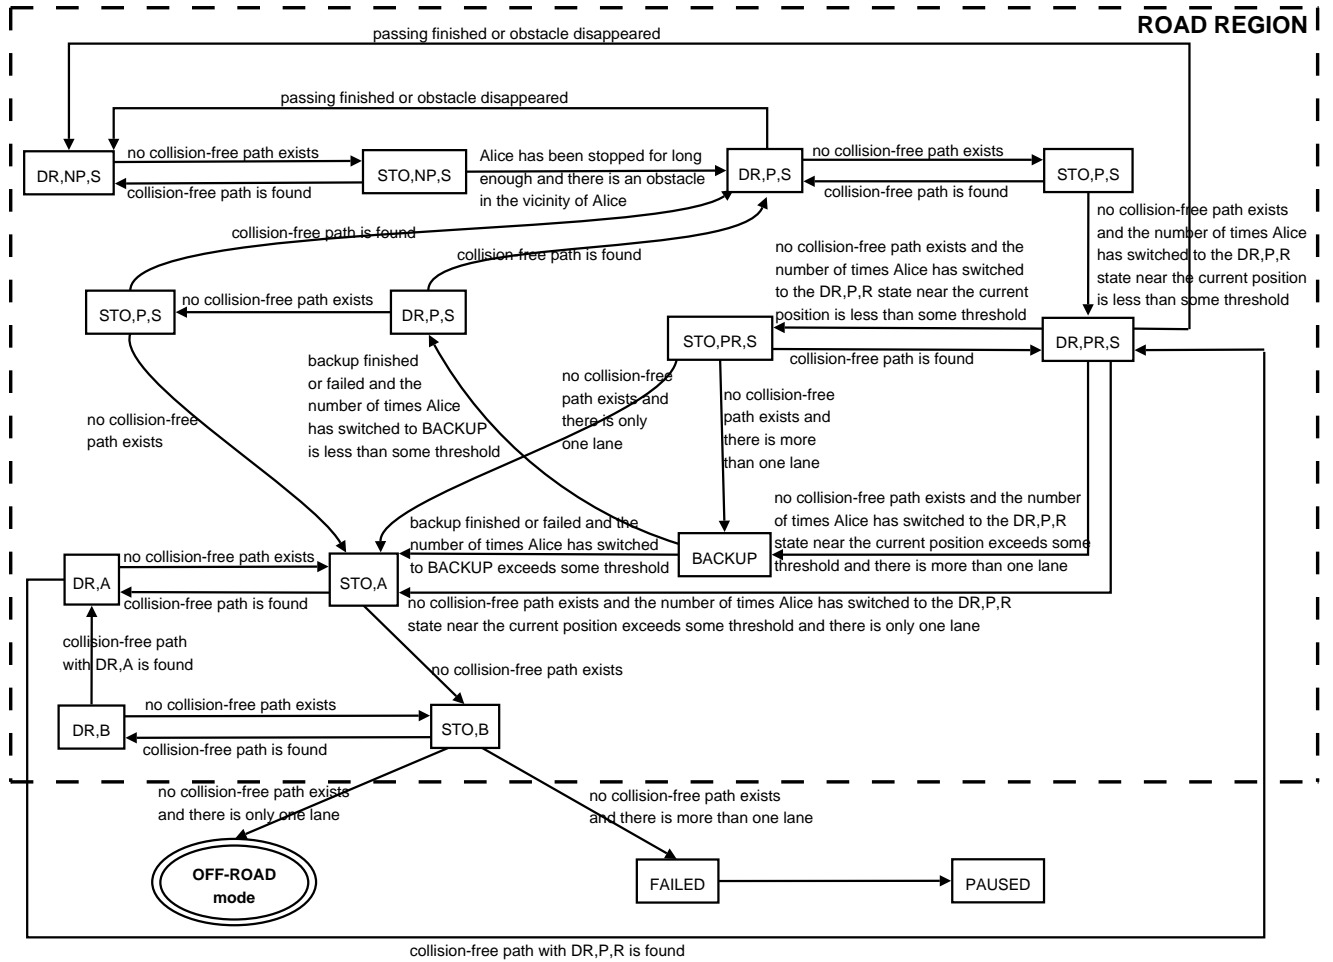 ROAD REGION
passing finished or obstacle disappeared
passing finished or obstacle disappeared
DR,NP,S
no collision-free path exists
collision-free path is found
STO,NP,S
Alice has been stopped for long
enough and there is an obstacle
in the vicinity of Alice
DR,P,S
no collision-free path exists
collision-free path is found
STO,P,S
no collision-free path exists
and the number of times Alice
has switched to the DR,P,R
state near the current position
is less than some threshold
collision-free path is found
collision-free path is found
no collision-free path exists and the
number of times Alice has switched
to the DR,P,R state near the current
position is less than some threshold
STO,P,S
no collision-free path exists
DR,P,S
STO,PR,S
collision-free path is found
DR,PR,S
backup finished
or failed and the
number of times Alice
has switched to BACKUP
is less than some threshold
no collision-free
path exists and
there is only
one lane
no collision-free
path exists and
there is more
than one lane
no collision-free
path exists
no collision-free path exists and the number
of times Alice has switched to the DR,P,R
state near the current position exceeds some
threshold and there is more than one lane
backup finished or failed and the
number of times Alice has switched
to BACKUP exceeds some threshold
BACKUP
DR,A
no collision-free path exists
collision-free path is found
STO,A
no collision-free path exists and the number of times Alice has switched to the DR,P,R
state near the current position exceeds some threshold and there is only one lane
collision-free path
with DR,A is found
no collision-free path exists
DR,B
no collision-free path exists
collision-free path is found
STO,B
no collision-free path exists
and there is only one lane
no collision-free path exists
and there is more than one lane
OFF-ROAD
mode
FAILED
PAUSED
collision-free path with DR,P,R is found